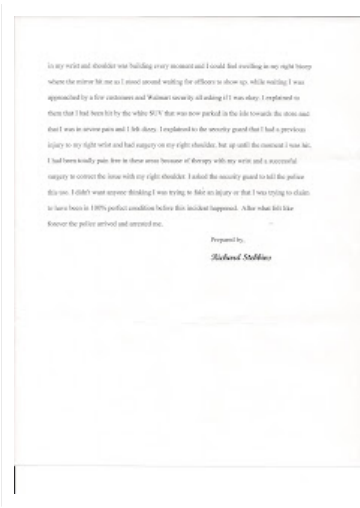 in my wrist and shoulder was building every moment and I could feel swelling in my right bicep
where the mirror hit me as I stood around waiting for officers to show up. while waiting I was
approached by a few customers and Walmart security all asking if I was okay. I explained to
them that I had been hit by the white SUV that was now parked in the isle towards the store and
that I was in severe pain and I felt dizzy. I explained to the security guard that I had a previous
injury to my right wrist and had surgery on my right shoulder, but up until the moment I was hit,
I had been totally pain free in these areas because of therapy with my write and a successful
surgery to correct the issue with my right shoulder. I asked the security guard to tell the police
this too. I didn't want anyone thinking I was trying to fake an injury or that I was trying to claim
to have been in 100% perfect condition before this incident happened. After what felt like
forever the police arrived and arrested me.
Prepared by,
Richard Stebbins